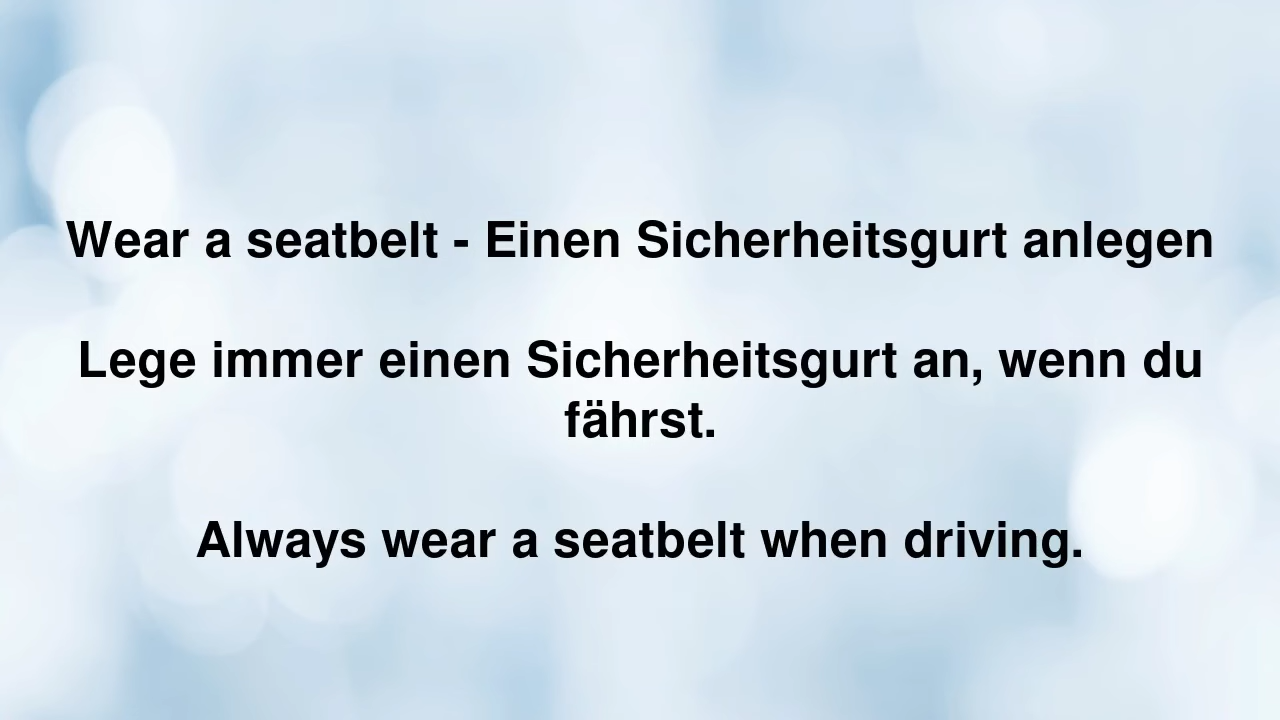 Wear a seatbelt - Einen Sicherheitsgurt anlegen
Lege immer einen Sicherheitsgurt an, wenn du
fährst.
Always wear a seatbelt when driving.